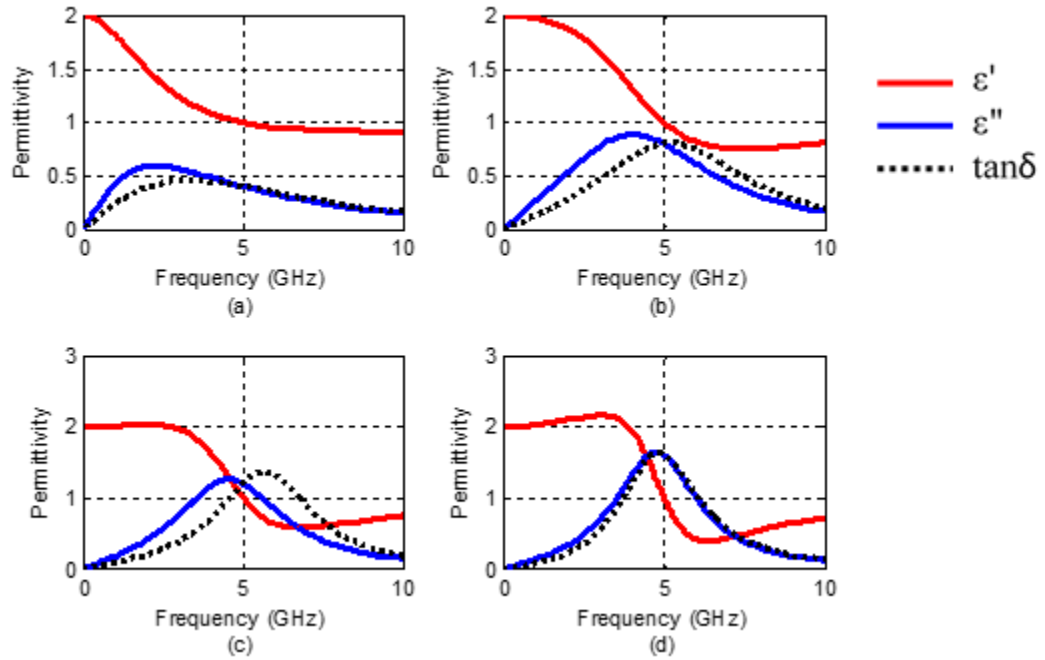 2
1.5
1
0.5
0
Permittivity
0 5 10
Frequency (GHz)
(a)
2
1.5
1
0.5
0
Permittivity
0 5 10
Frequency (GHz)
(b)
ε'
ε"
tanδ
3
2
1
0
Permittivity
0 5 10
Frequency (GHz)
(c)
3
2
1
0
Permittivity
0 5 10
Frequency (GHz)
(d)